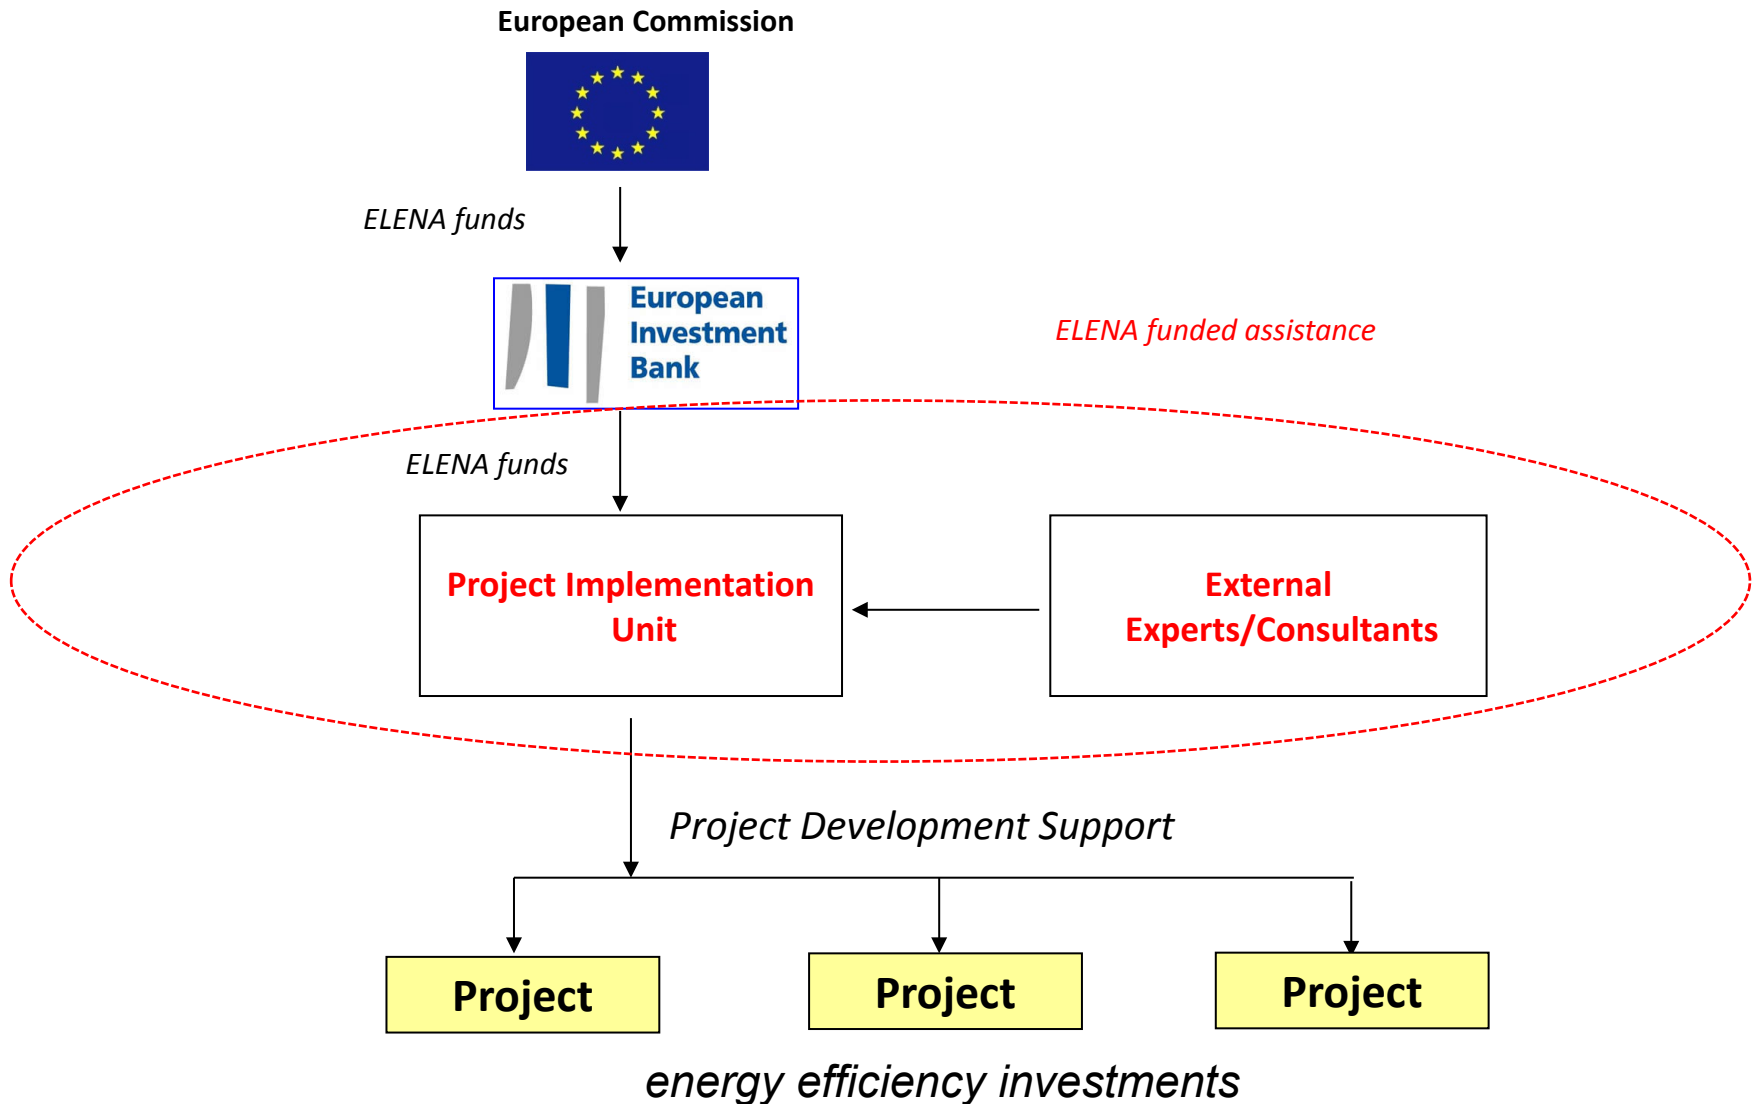 European Commission
ELENA funds
European
Investment
Bank
ELENA funded assistance
ELENA funds
Project Implementation
Unit
External
Experts/Consultants
Project Development Support
Project
Project
Project
energy efficiency investments